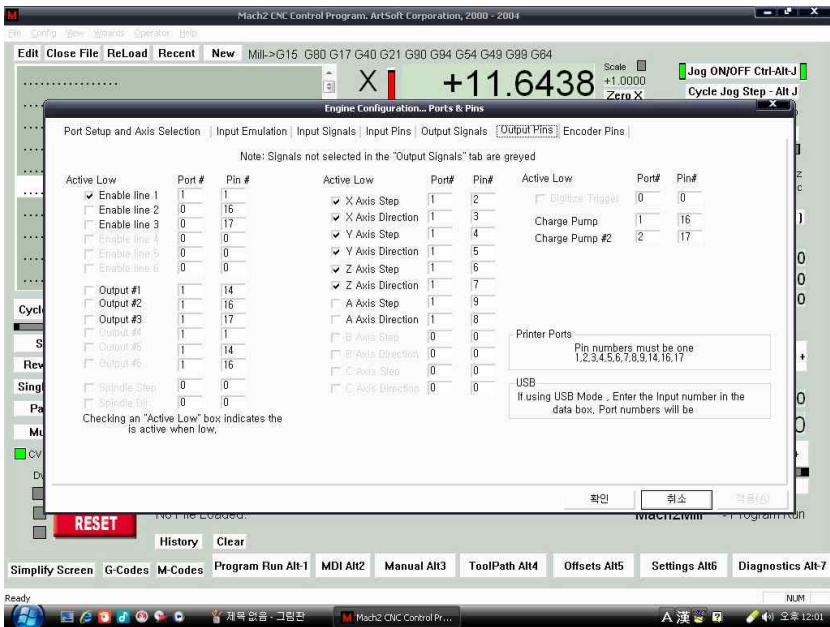 Mach2 CNC Control Program. ArtSoft Corporation, 2000 - 2004
File Config View Wizards Operator Help
Edit Close File ReLoad Recent New Mill->G15 G80 G17 G40 G21 G90 G94 G54 G49 G99 G64
X +11.6438
Scale
+1.0000
Zero X
Jog ON/OFF Ctrl-Alt-J
Cycle Jog Step - Alt J
Engine Configuration... Ports & Pins
Port Setup and Axis Selection Input Emulation Input Signals Input Pins Output Signals Output Pins Encoder Pins
Note: Signals not selected in the "Output Signals" tab are greyed
Active Low Port # Pin #
Enable line 1 1 1
Enable line 2 0 16
Enable line 3 0 17
Enable line 4 0 0
Enable line 5 0 0
Enable line 6 0 0
Output #1 1 14
Output #2 1 16
Output #3 1 17
Output #4 1 1
Output #5 1 14
Output #6 1 16
Spindle Step 0 0
Spindle Dir 0 0
Checking an "Active Low" box indicates the
is active when low,
Active Low Port# Pin#
X Axis Step 1 2
X Axis Direction 1 3
Y Axis Step 1 4
Y Axis Direction 1 5
Z Axis Step 1 6
Z Axis Direction 1 7
A Axis Step 1 9
A Axis Direction 1 8
B Axis Step 0 0
B Axis Direction 0 0
C Axis Step 0 0
C Axis Direction 0 0
Active Low Port# Pin#
Digitize Trigger 0 0
Charge Pump 1 16
Charge Pump #2 2 17
Printer Ports
Pin numbers must be one
1,2,3,4,5,6,7,8,9,14,16,17
USB
If using USB Mode , Enter the Input number in the
data box, Port numbers will be
확인 취소 적용(A)
CV
RESET
History Clear
Simplify Screen G-Codes M-Codes Program Run Alt-1 MDI Alt2 Manual Alt3 ToolPath Alt4 Offsets Alt5 Settings Alt6 Diagnostics Alt-7
Ready NUM
제목 없음 - 그림판 Mach2 CNC Control Pr... A 漢 오후 12:01